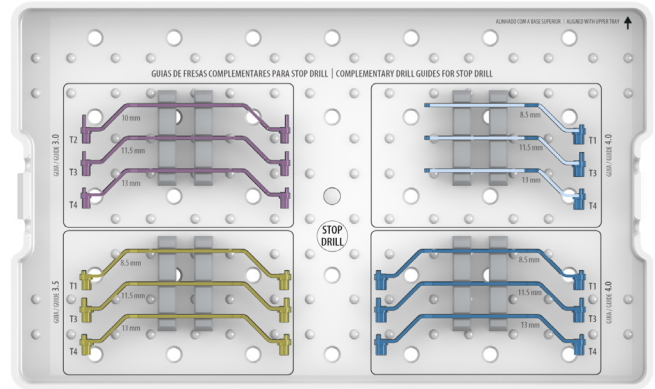 ALINHADO COM A BASE SUPERIOR | ALIGNED WITH UPPER TRAY
GUIAS DE FRESAS COMPLEMENTARES PARA STOP DRILL | COMPLEMENTARY DRILL GUIDES FOR STOP DRILL
GUIA / GUIDE 3.0
10 mm
T2
11,5 mm
T3
13 mm
T4
8.5 mm
T1
11,5 mm
T3
13 mm
T4
GUIA / GUIDE 4.0
STOP
DRILL
GUIA / GUIDE 3.5
8.5 mm
T1
11,5 mm
T3
13 mm
T4
8.5 mm
T1
11.5 mm
T3
13 mm
T4
GUIA / GUIDE 4.0